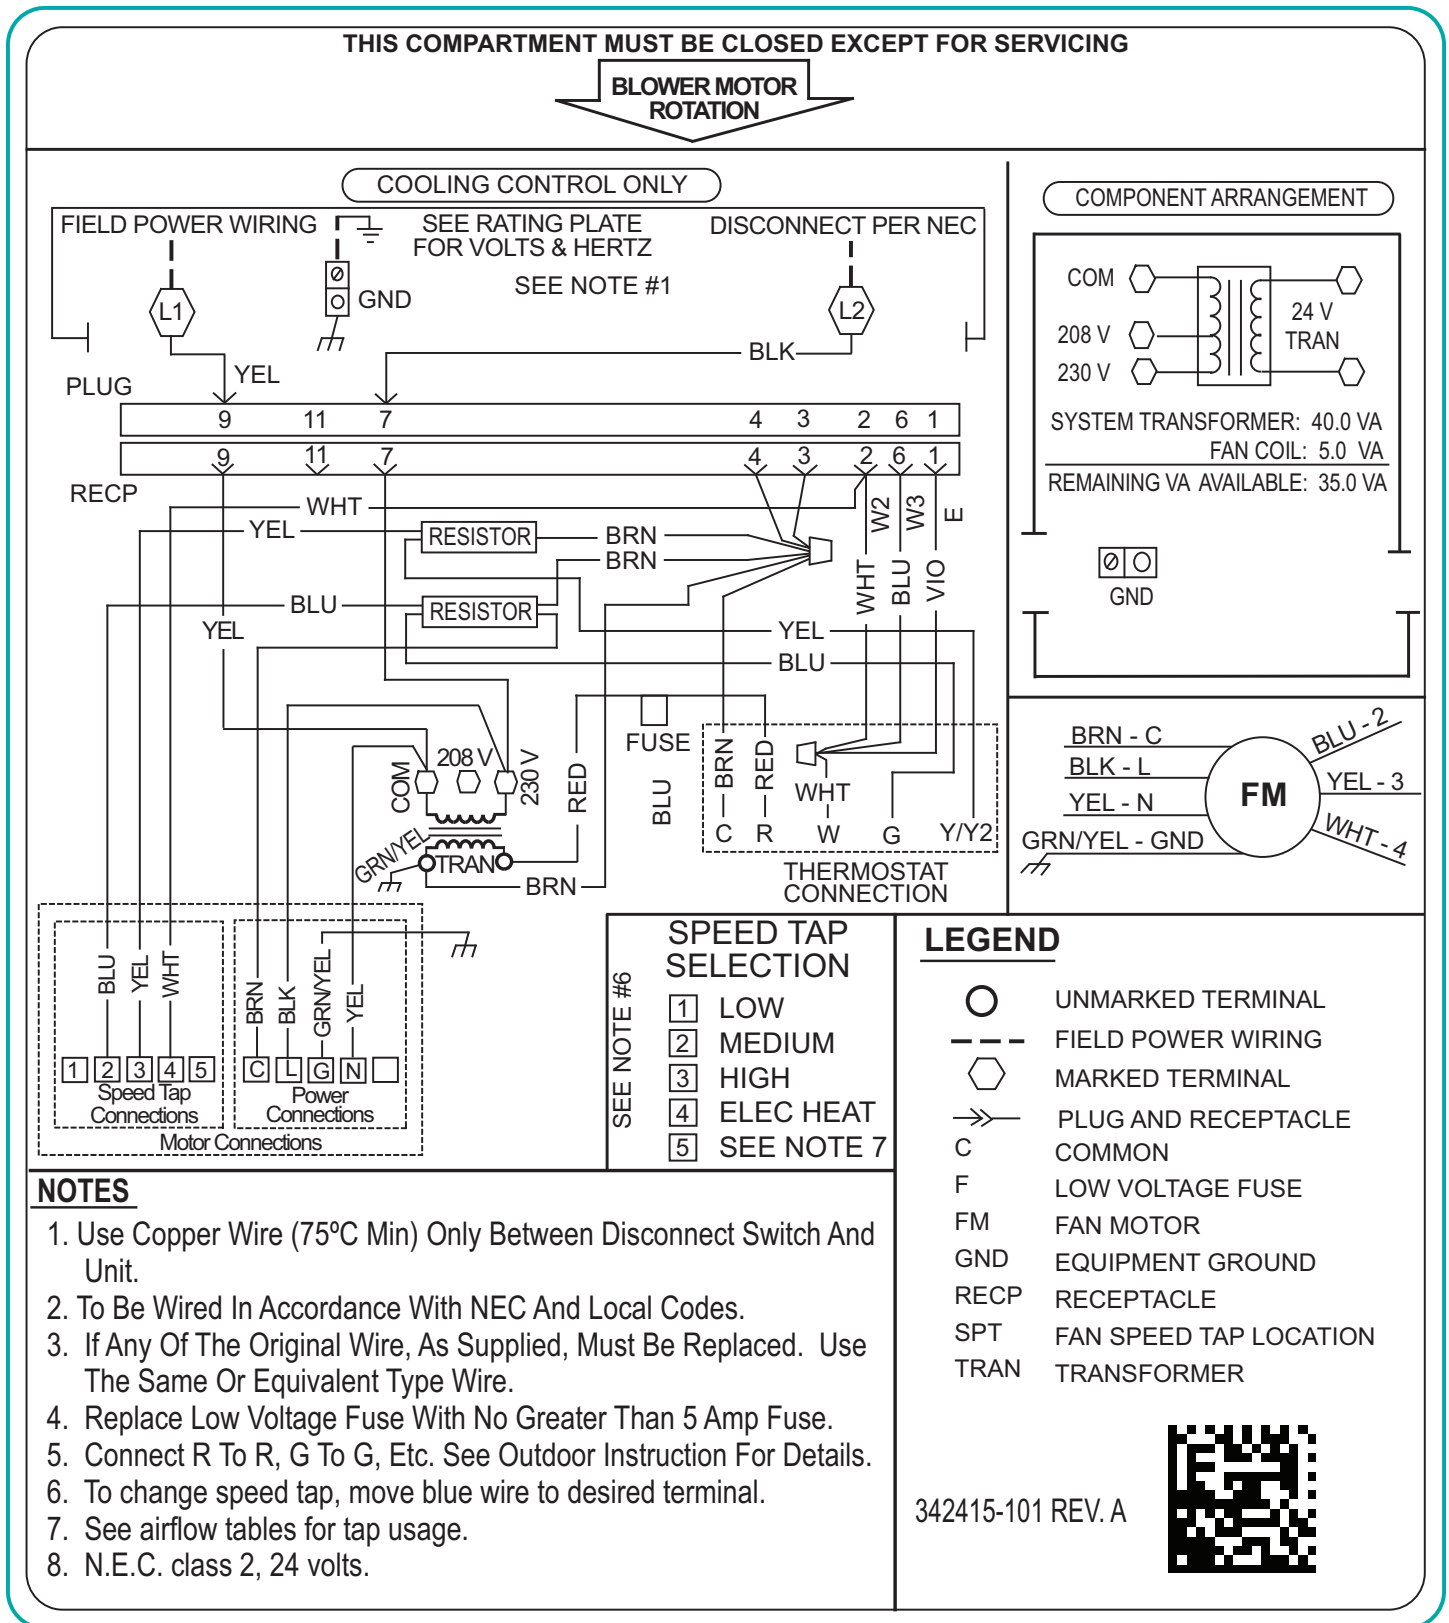 THIS COMPARTMENT MUST BE CLOSED EXCEPT FOR SERVICING
BLOWER MOTOR
ROTATION
COOLING CONTROL ONLY
FIELD POWER WIRING
SEE RATING PLATE
FOR VOLTS & HERTZ
SEE NOTE #1
DISCONNECT PER NEC
L1
GND
L2
YEL
BLK
PLUG
9 11 7 4 3 2 6 1
9 11 7 4 3 2 6 1
RECP
WHT
YEL
RESISTOR
BRN
BRN
W2
W3
E
WHT
BLU
VIO
BLU
RESISTOR
YEL
YEL
BLU
FUSE
BLU
RED
COM
208 V
230 V
GRN/YEL
TRAN
BRN
BRN
RED
WHT
C R W G Y/Y2
THERMOSTAT
CONNECTION
BLU
YEL
WHT
BRN
BLK
GRN/YEL
YEL
1 2 3 4 5
C L G N
Speed Tap
Connections
Power
Connections
Motor Connections
SEE NOTE #6
SPEED TAP
SELECTION
1 LOW
2 MEDIUM
3 HIGH
4 ELEC HEAT
5 SEE NOTE 7
COMPONENT ARRANGEMENT
COM
208 V
230 V
24 V
TRAN
SYSTEM TRANSFORMER: 40.0 VA
FAN COIL: 5.0 VA
REMAINING VA AVAILABLE: 35.0 VA
GND
BRN - C
BLK - L
YEL - N
GRN/YEL - GND
FM
BLU - 2
YEL - 3
WHT - 4
LEGEND
UNMARKED TERMINAL
FIELD POWER WIRING
MARKED TERMINAL
PLUG AND RECEPTACLE
C COMMON
F LOW VOLTAGE FUSE
FM FAN MOTOR
GND EQUIPMENT GROUND
RECP RECEPTACLE
SPT FAN SPEED TAP LOCATION
TRAN TRANSFORMER
342415-101 REV. A
NOTES
1. Use Copper Wire (75ºC Min) Only Between Disconnect Switch And
Unit.
2. To Be Wired In Accordance With NEC And Local Codes.
3. If Any Of The Original Wire, As Supplied, Must Be Replaced. Use
The Same Or Equivalent Type Wire.
4. Replace Low Voltage Fuse With No Greater Than 5 Amp Fuse.
5. Connect R To R, G To G, Etc. See Outdoor Instruction For Details.
6. To change speed tap, move blue wire to desired terminal.
7. See airflow tables for tap usage.
8. N.E.C. class 2, 24 volts.